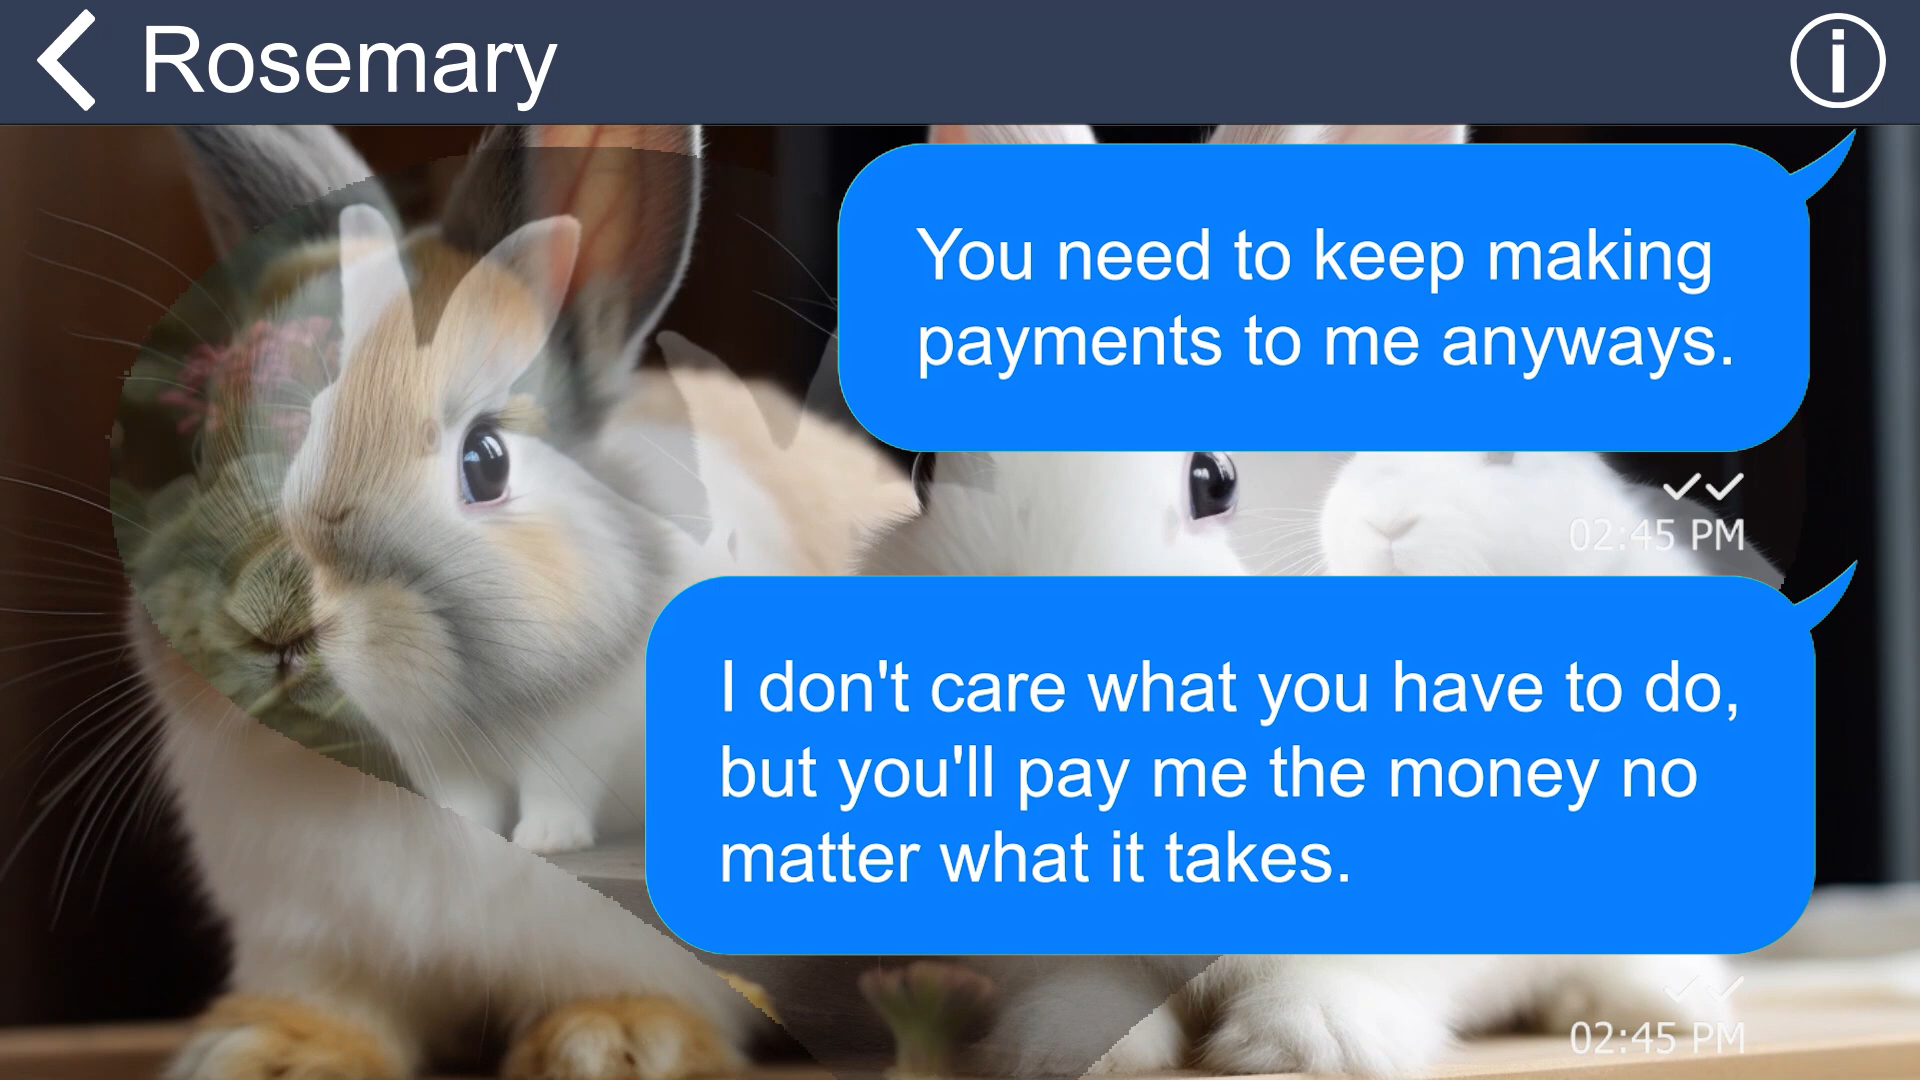 Rosemary
You need to keep making
payments to me anyways.
02:45 PM
I don't care what you have to do,
but you'll pay me the money no
matter what it takes.
02:45 PM